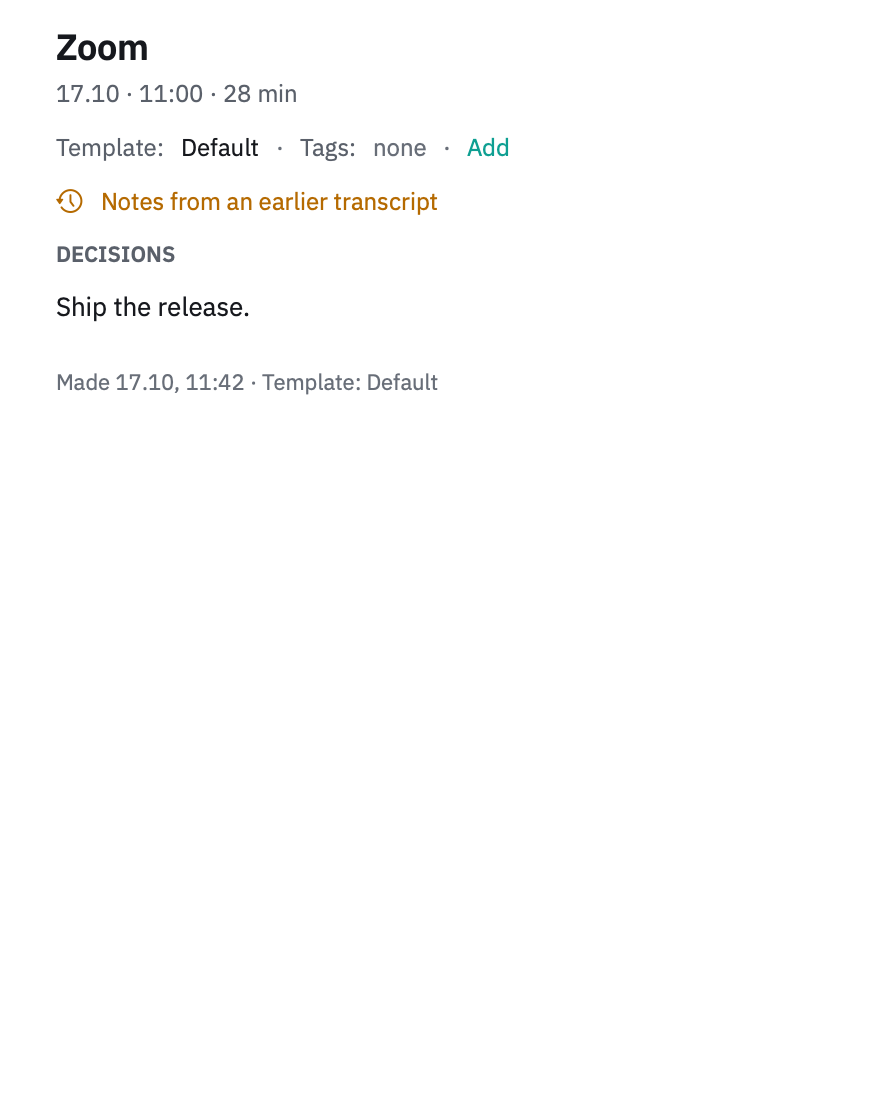 Zoom
17.10 · 11:00 · 28 min
Template: Default · Tags: none · Add
Notes from an earlier transcript
DECISIONS
Ship the release.
Made 17.10, 11:42 · Template: Default